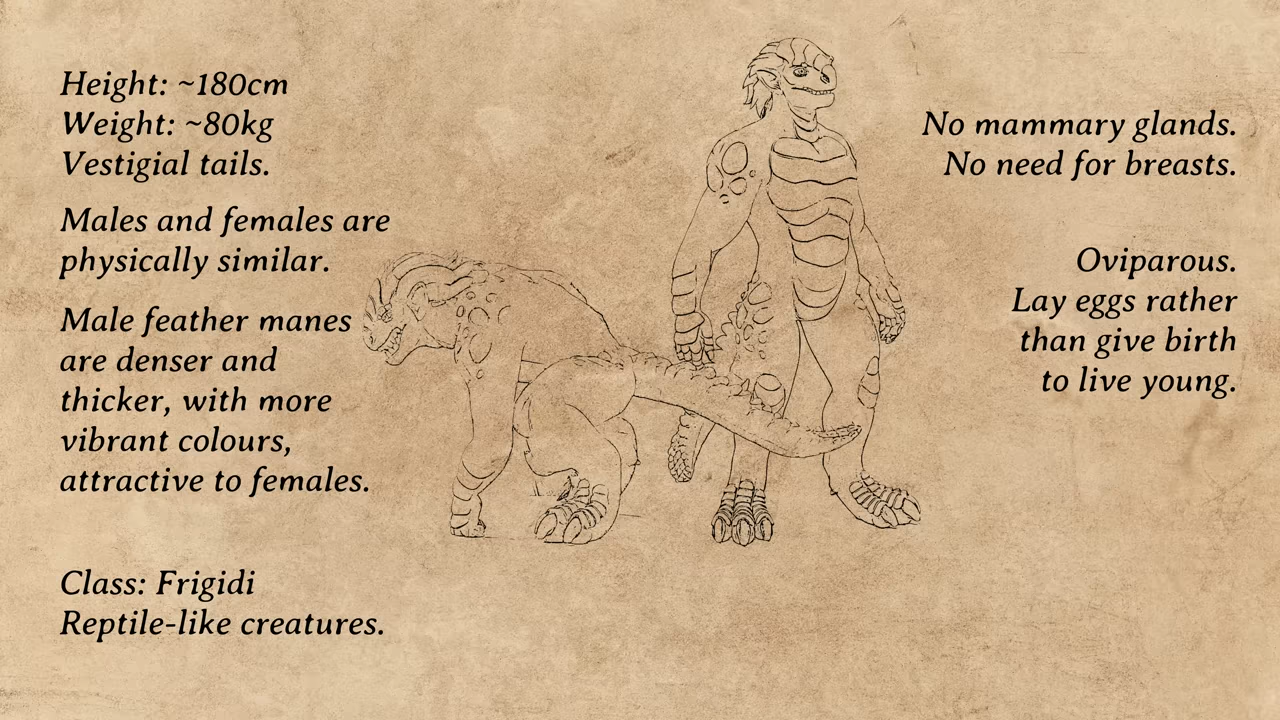 Height: ~180cm
Weight: ~80kg
Vestigial tails.
Males and females are
physically similar.
Male feather manes
are denser and
thicker, with more
vibrant colours,
attractive to females.
Class: Frigidi
Reptile-like creatures.
No mammary glands.
No need for breasts.
Oviparous.
Lay eggs rather
than give birth
to live young.